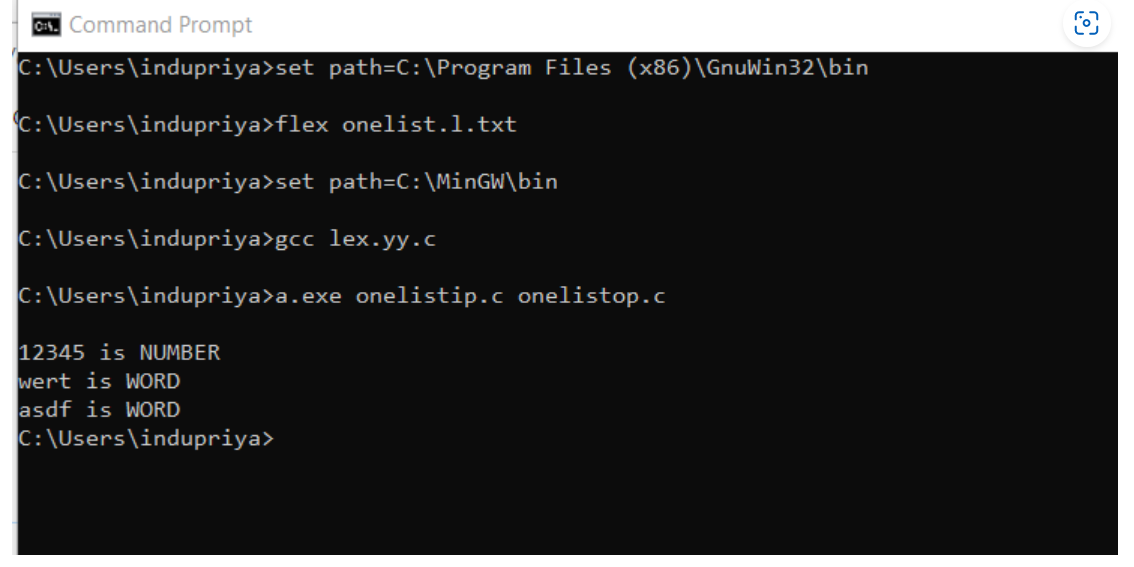 Command Prompt
C:\Users\indupriya>set path=C:\Program Files (x86)\GnuWin32\bin
C:\Users\indupriya>flex onelist.l.txt
C:\Users\indupriya>set path=C:\MinGW\bin
C:\Users\indupriya>gcc lex.yy.c
C:\Users\indupriya>a.exe onelistip.c onelistop.c
12345 is NUMBER
wert is WORD
asdf is WORD
C:\Users\indupriya>